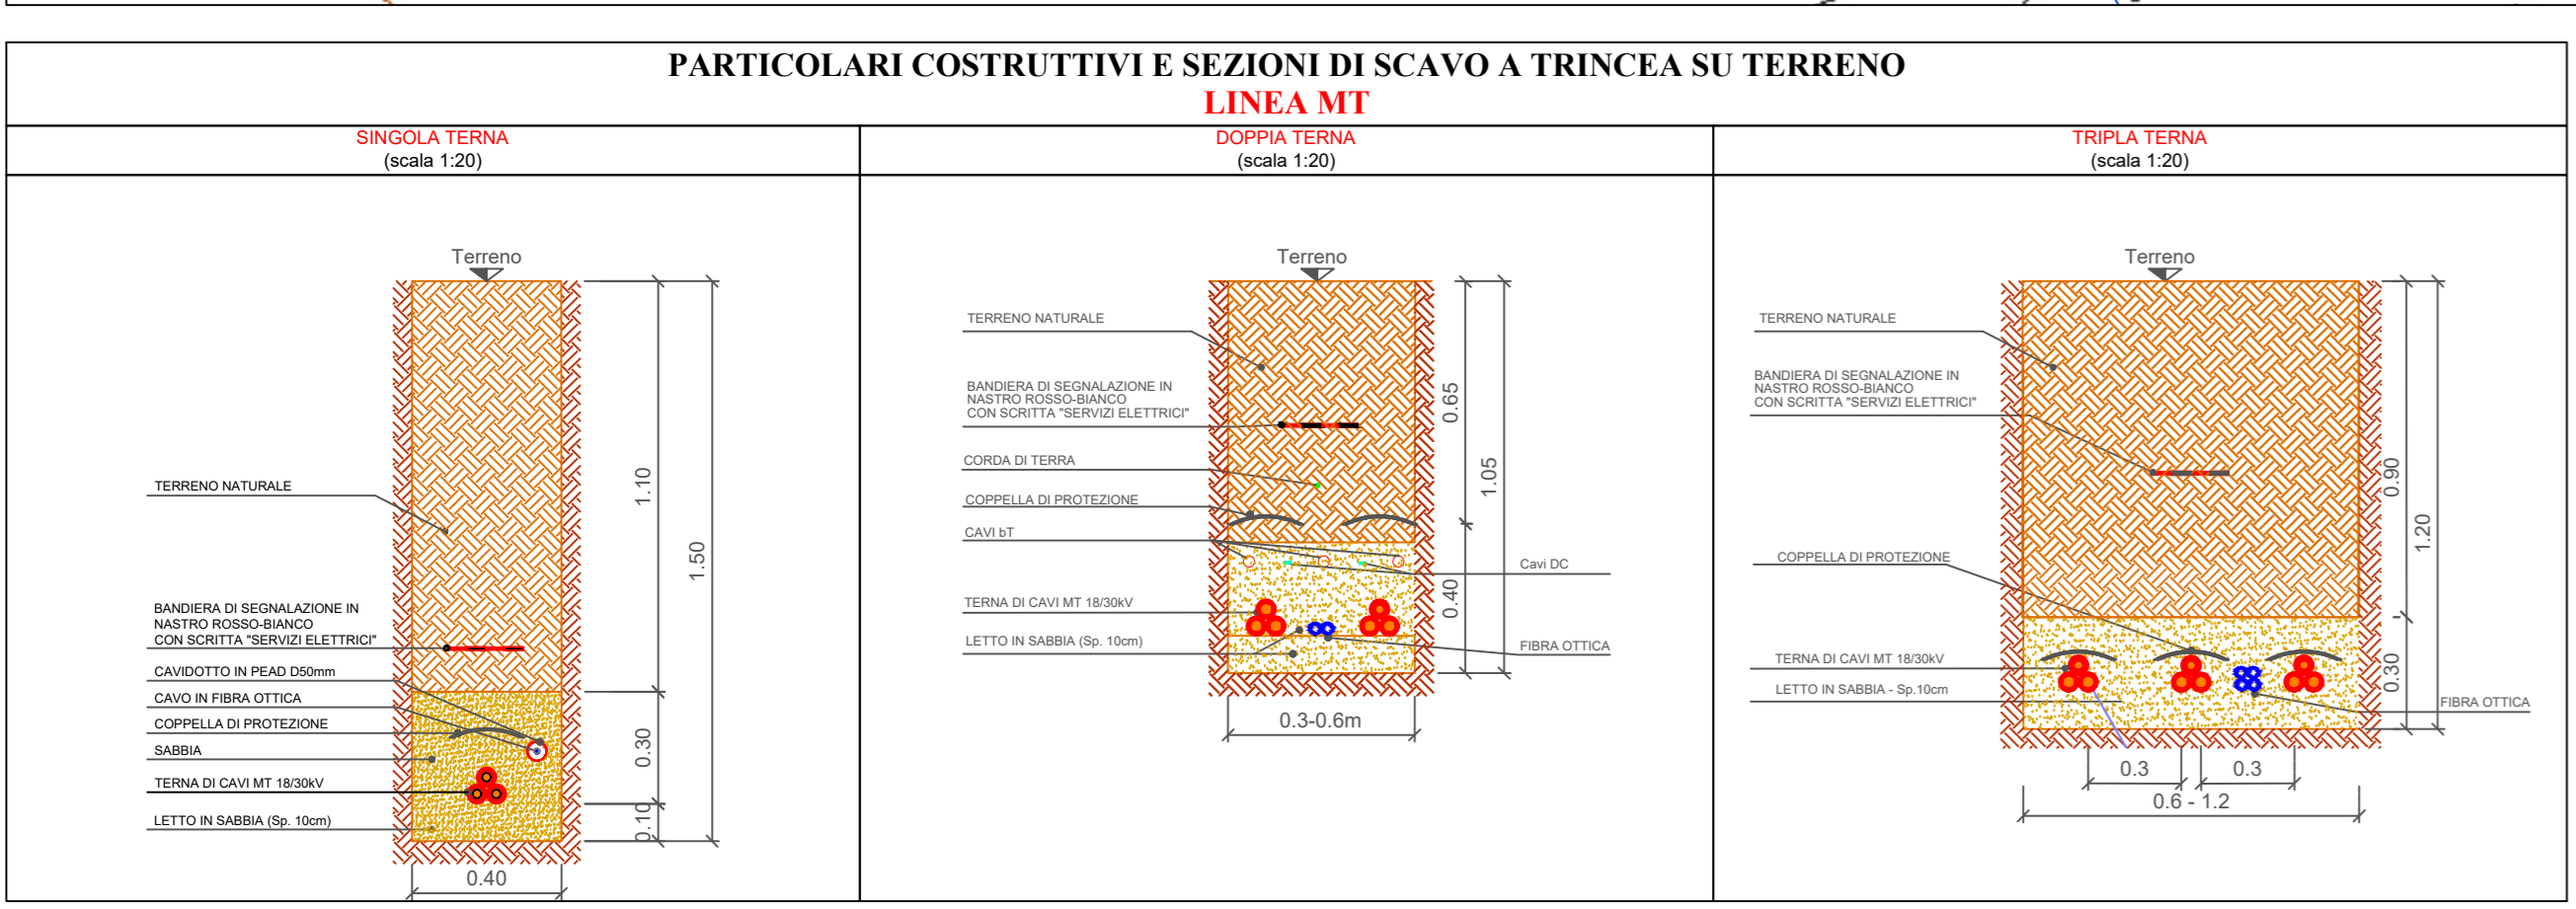 PARTICOLARI COSTRUTTIVI E SEZIONI DI SCAVO A TRINCEA SU TERRENO
LINEA MT
SINGOLA TERNA
(scala 1:20)
Terreno
TERRENO NATURALE
BANDIERA DI SEGNALAZIONE IN
NASTRO ROSSO-BIANCO
CON SCRITTA "SERVIZI ELETTRICI"
CAVIDOTTO IN PEAD D50mm
CAVO IN FIBRA OTTICA
COPPELLA DI PROTEZIONE
SABBIA
TERNA DI CAVI MT 18/30kV
LETTO IN SABBIA (Sp. 10cm)
1.10
1.50
0.30
0.10
0.40
DOPPIA TERNA
(scala 1:20)
Terreno
TERRENO NATURALE
BANDIERA DI SEGNALAZIONE IN
NASTRO ROSSO-BIANCO
CON SCRITTA "SERVIZI ELETTRICI"
CORDA DI TERRA
COPPELLA DI PROTEZIONE
CAVI bT
TERNA DI CAVI MT 18/30kV
LETTO IN SABBIA (Sp. 10cm)
0.65
1.05
0.40
Cavi DC
FIBRA OTTICA
0.3-0.6m
TRIPLA TERNA
(scala 1:20)
Terreno
TERRENO NATURALE
BANDIERA DI SEGNALAZIONE IN
NASTRO ROSSO-BIANCO
CON SCRITTA "SERVIZI ELETTRICI"
COPPELLA DI PROTEZIONE
TERNA DI CAVI MT 18/30kV
LETTO IN SABBIA - Sp.10cm
0.90
1.20
0.30
FIBRA OTTICA
0.3
0.3
0.6 - 1.2